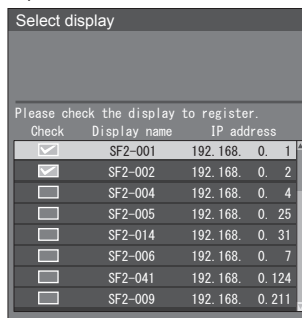 Select display
Please check the display to register.
Check Display name IP address
SF2-001 192.168. 0. 1
SF2-002 192.168. 0. 2
SF2-004 192.168. 0. 4
SF2-005 192.168. 0. 25
SF2-014 192.168. 0. 31
SF2-006 192.168. 0. 7
SF2-041 192.168. 0.124
SF2-009 192.168. 0.211